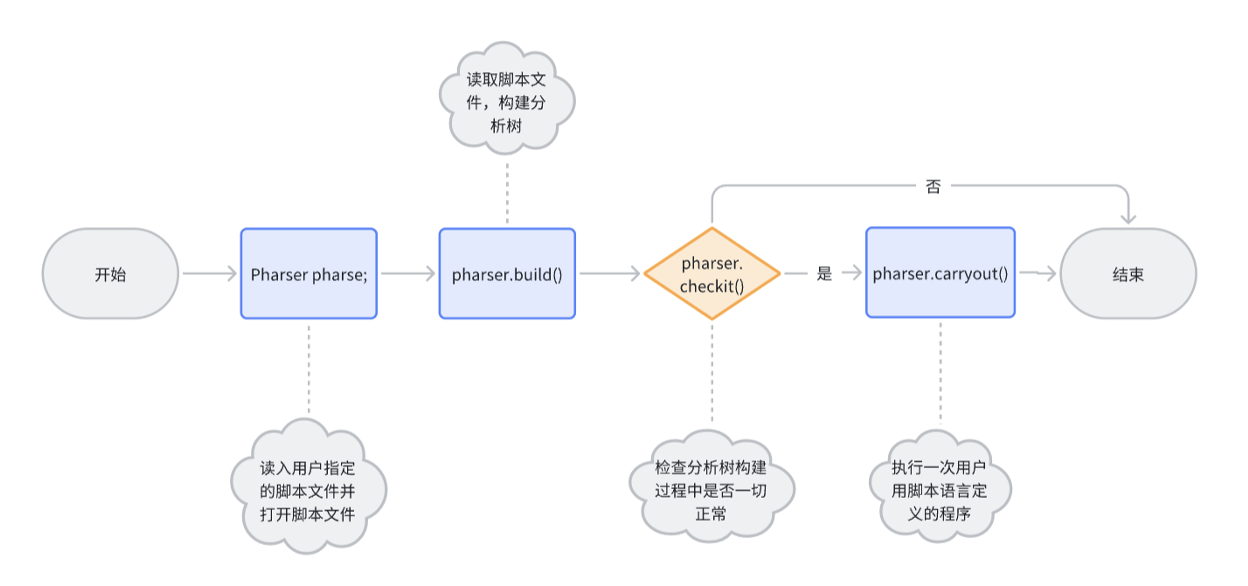 读取脚本文
件，构建分
析树
否
开始
Pharser pharse;
pharser.build()
pharser.
checkit()
是
pharser.carryout()
结束
读入用户指定
的脚本文件并
打开脚本文件
检查分析树构建
过程中是否一切
正常
执行一次用户
用脚本语言定
义的程序